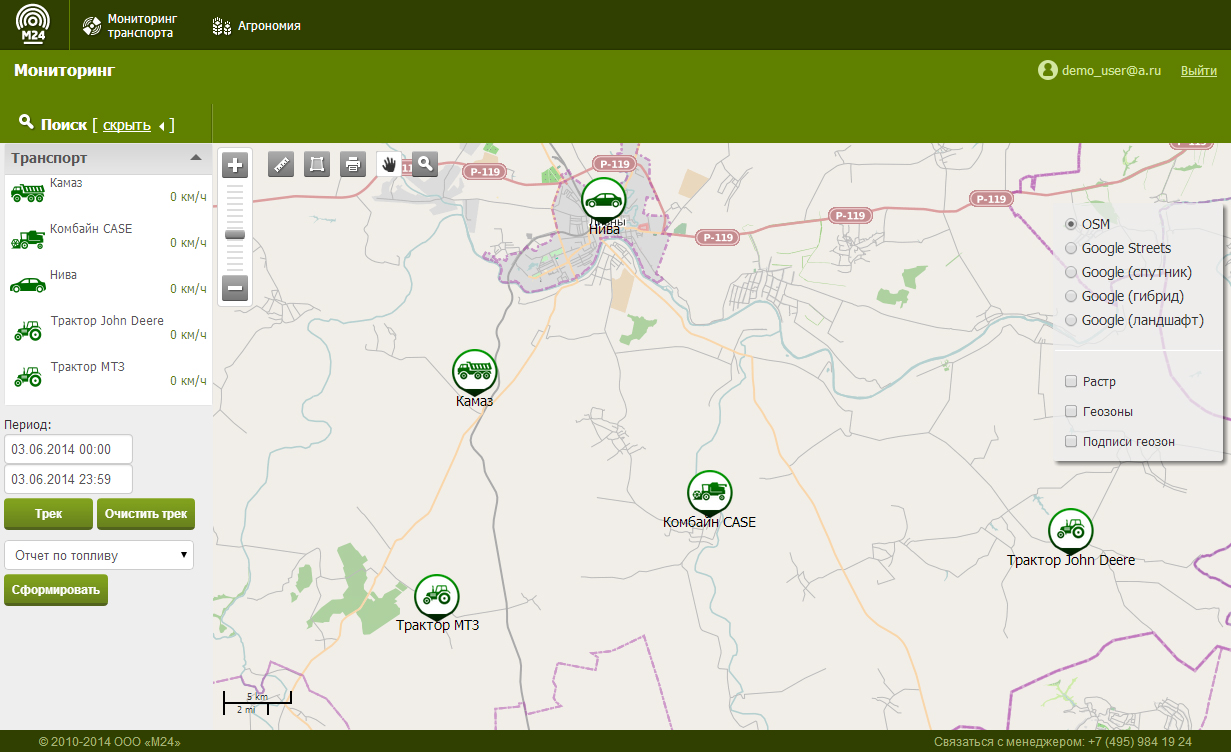 М24
Мониторинг
транспорта
Агрономия
Мониторинг
demo_user@a.ru
Выйти
Поиск [ скрыть ]
Транспорт
Камаз
0 км/ч
Комбайн CASE
0 км/ч
Нива
0 км/ч
Трактор John Deere
0 км/ч
Трактор МТЗ
0 км/ч
Период:
03.06.2014 00:00
03.06.2014 23:59
Трек
Очистить трек
Отчет по топливу
Сформировать
P-119
P-119
P-119
P-119
P-119
Нива
Камаз
Комбайн CASE
Трактор John Deere
Трактор МТЗ
OSM
Google Streets
Google (спутник)
Google (гибрид)
Google (ландшафт)
Растр
Геозоны
Подписи геозон
5 km
2 mi
© 2010-2014 ООО «М24»
Связаться с менеджером: +7 (495) 984 19 24